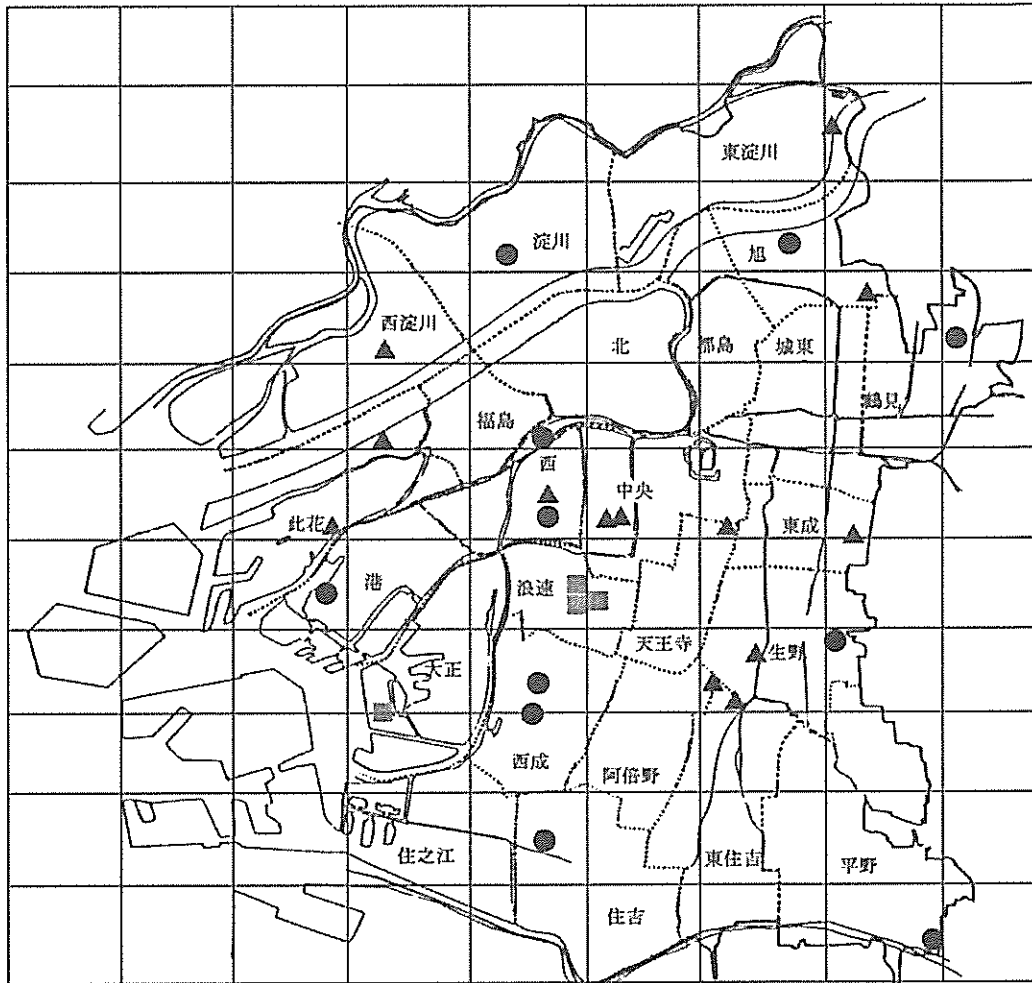 東淀川
淀川
旭
西淀川
北
都島
城東
鶴見
福島
西
中央
此花
東成
港
浪速
天王寺
生野
大正
西成
阿倍野
住之江
東住吉
平野
住吉